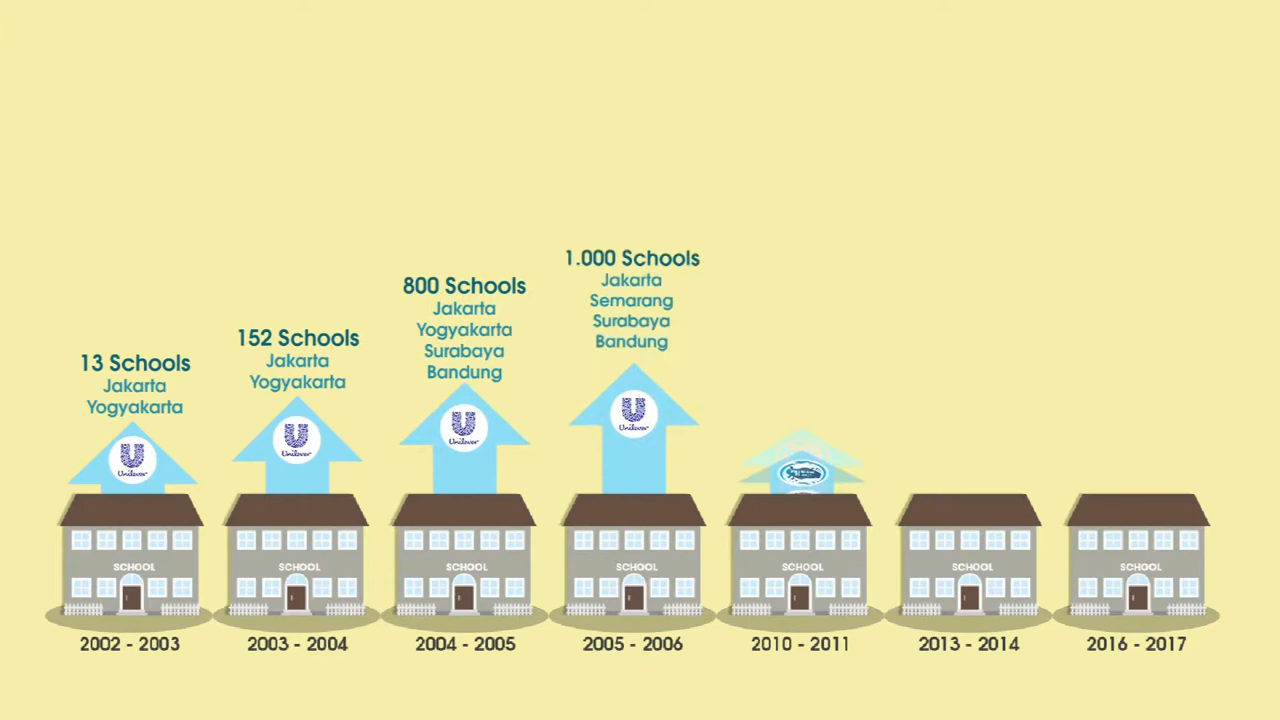 13 Schools
Jakarta
Yogyakarta
152 Schools
Jakarta
Yogyakarta
800 Schools
Jakarta
Yogyakarta
Surabaya
Bandung
1.000 Schools
Jakarta
Semarang
Surabaya
Bandung
Unilever
Unilever
Unilever
Unilever
SCHOOL
SCHOOL
SCHOOL
SCHOOL
SCHOOL
SCHOOL
SCHOOL
2002 - 2003
2003 - 2004
2004 - 2005
2005 - 2006
2010 - 2011
2013 - 2014
2016 - 2017